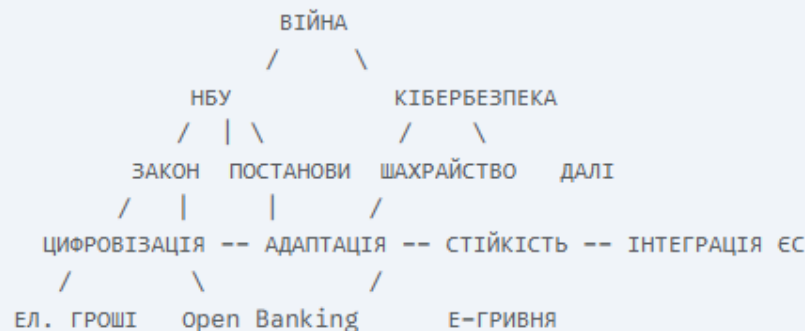 ВІЙНА
/ \
НБУ КІБЕРБЕЗПЕКА
/ | \ / \
ЗАКОН ПОСТАНОВИ ШАХРАЙСТВО ДАЛІ
/ | | /
ЦИФРОВІЗАЦІЯ -- АДАПТАЦІЯ -- СТІЙКІСТЬ -- ІНТЕГРАЦІЯ ЄС
/ \ /
ЕЛ. ГРОШІ Open Banking Е-ГРИВНЯ